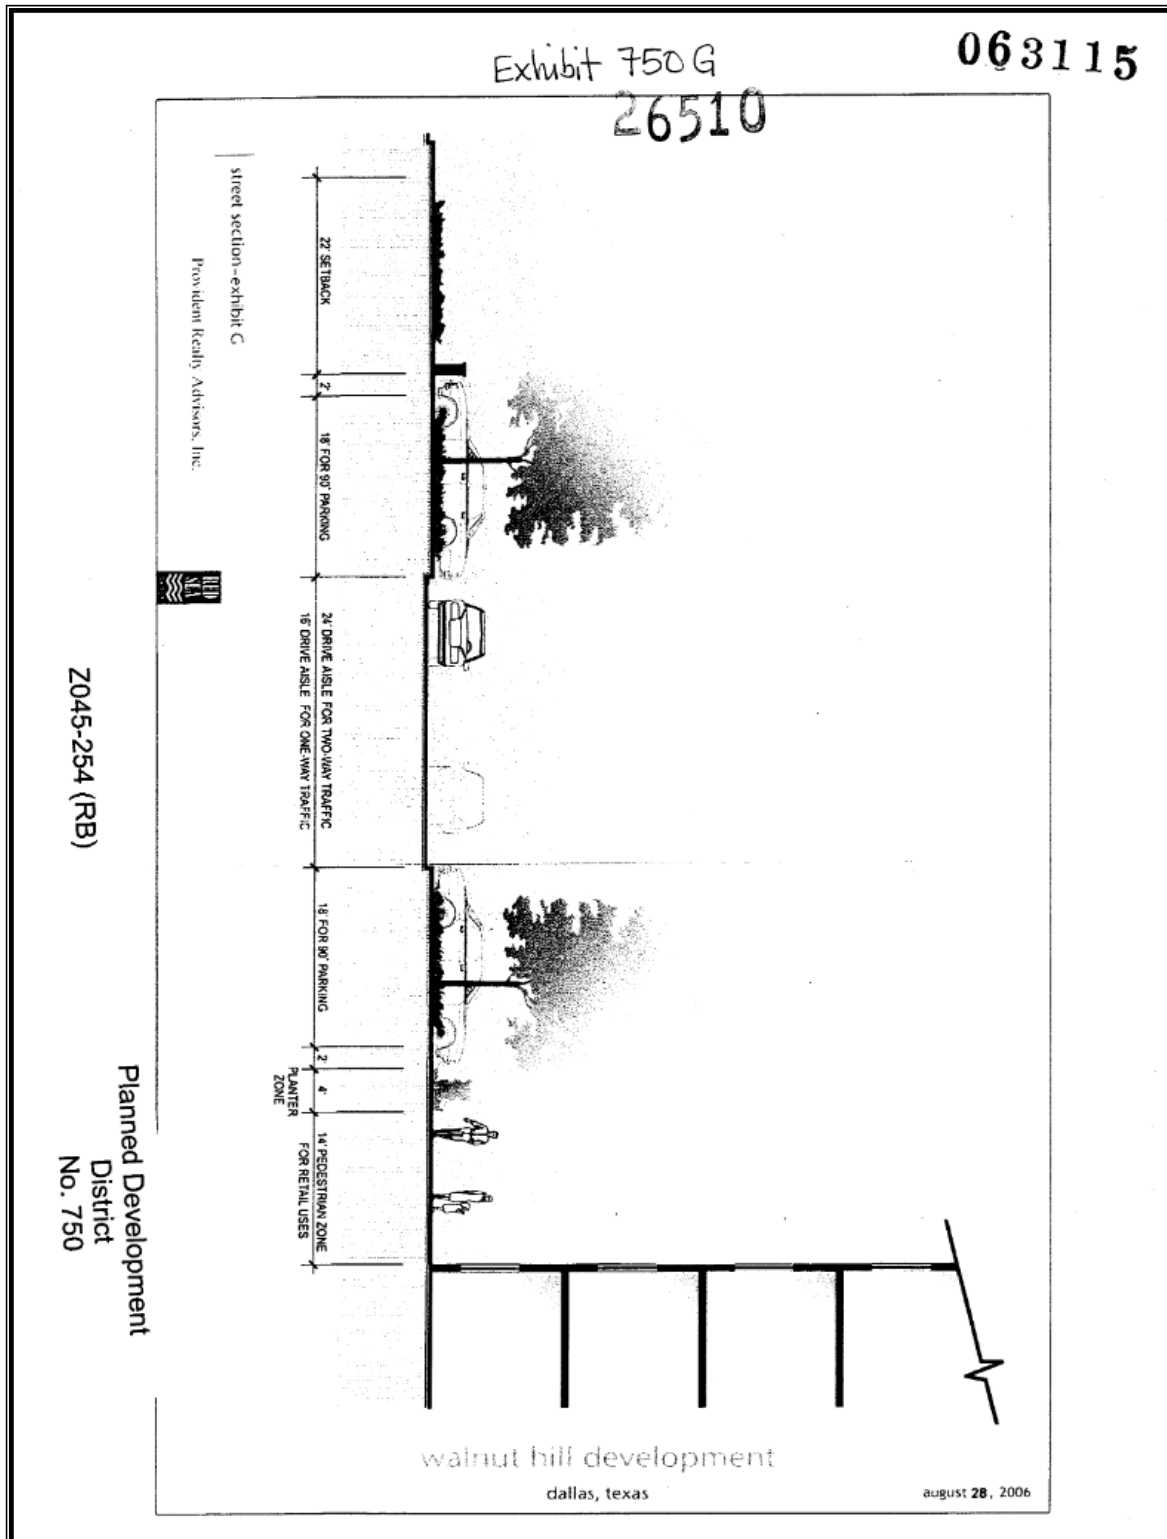 063115
Exhibit 750 G
26510
street section-exhibit G
Provident Realty Advisors, Inc.
RED
SEA
22' SETBACK
2'
18' FOR 90° PARKING
24' DRIVE AISLE FOR TWO-WAY TRAFFIC
16' DRIVE AISLE FOR ONE-WAY TRAFFIC
18' FOR 90° PARKING
2'
4'
PLANTER
ZONE
14' PEDESTRIAN ZONE
FOR RETAIL USES
Z045-254 (RB)
Planned Development
District
No. 750
walnut hill development
dallas, texas
august 28, 2006